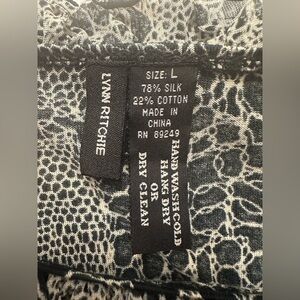 LYNN RITCHIE
SIZE: L
78% SILK
22% COTTON
MADE IN
CHINA
RN 89249
HAND WASH COLD
HANG DRY
OR
DRY CLEAN